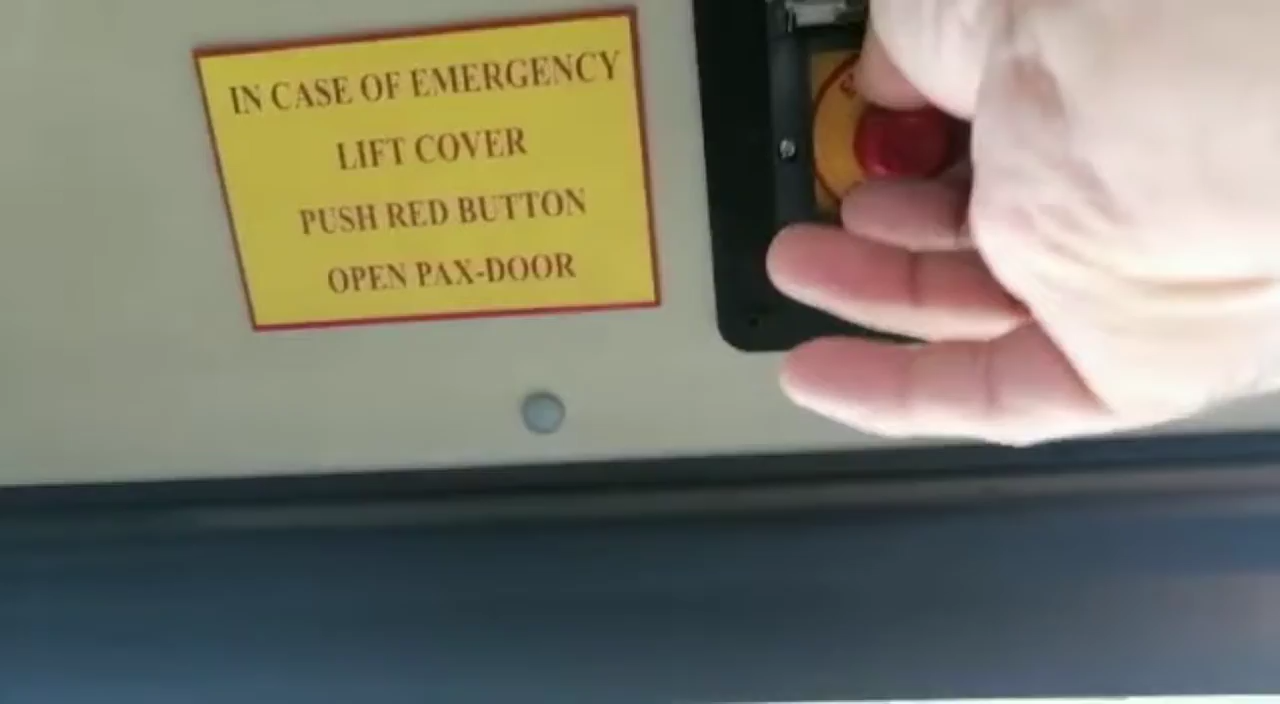 IN CASE OF EMERGENCY
LIFT COVER
PUSH RED BUTTON
OPEN PAX-DOOR